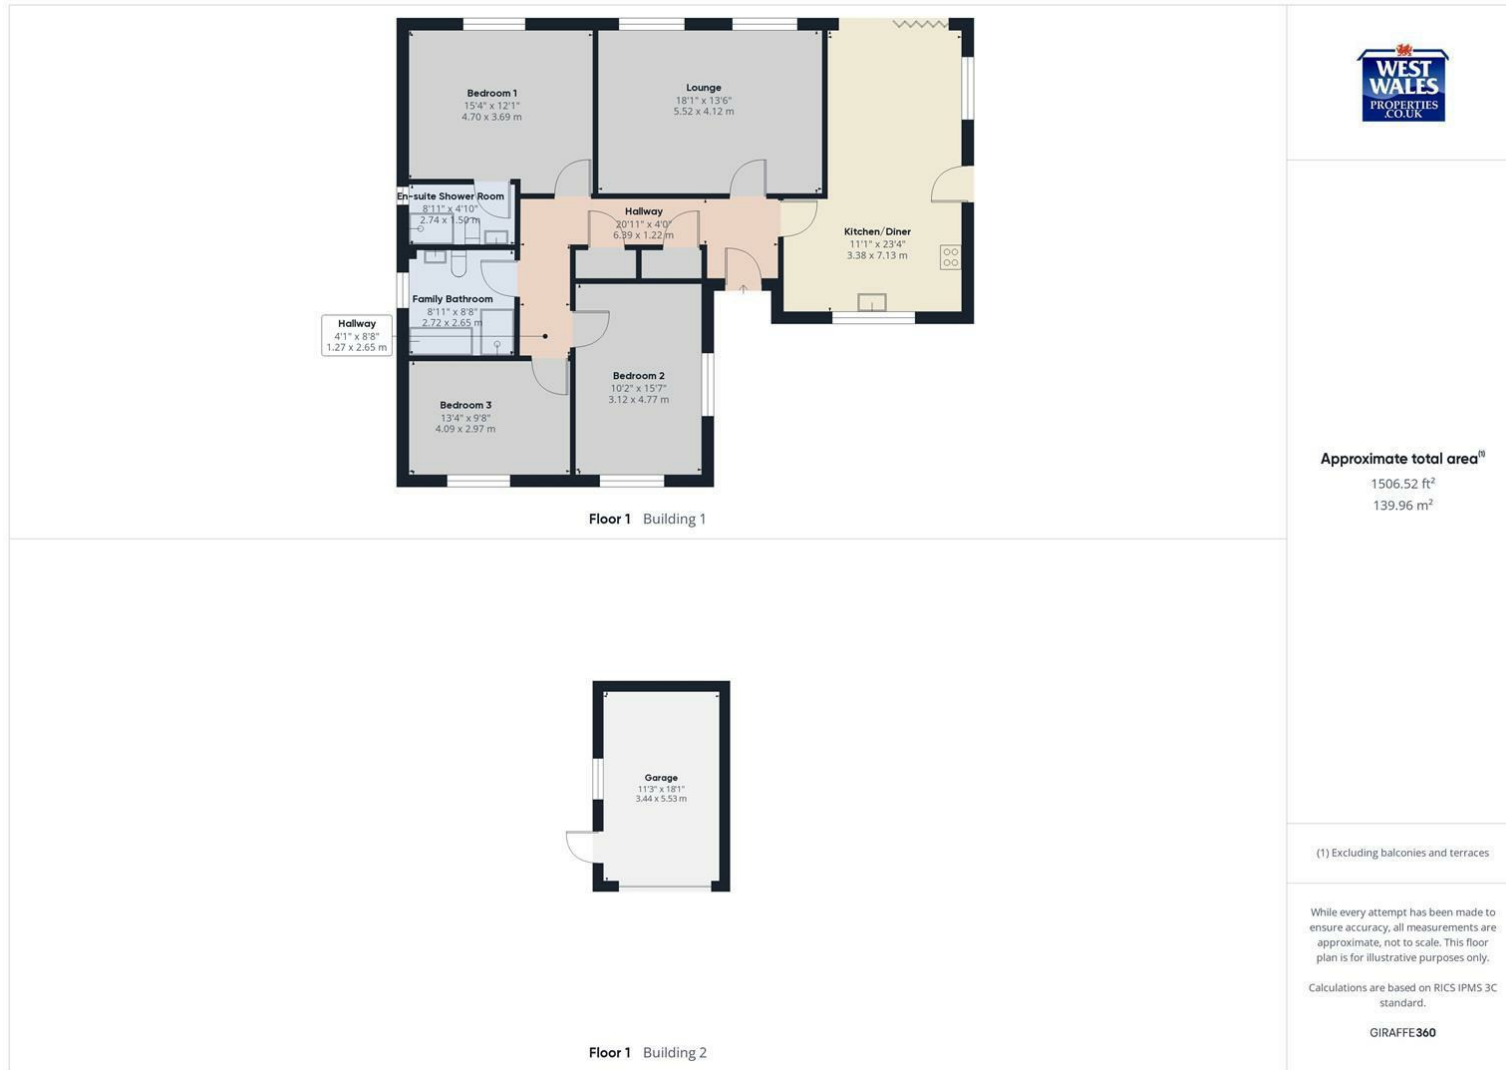 Bedroom 1
15'4" x 12'1"
4.70 x 3.69 m
Lounge
18'1" x 13'6"
5.52 x 4.12 m
En-suite Shower Room
8'11" x 4'10"
2.74 x 1.50 m
Hallway
20'11" x 4'0"
6.39 x 1.22 m
Kitchen/Diner
11'1" x 23'4"
3.38 x 7.13 m
Family Bathroom
8'11" x 8'8"
2.72 x 2.65 m
Hallway
4'1" x 8'8"
1.27 x 2.65 m
Bedroom 2
10'2" x 15'7"
3.12 x 4.77 m
Bedroom 3
13'4" x 9'8"
4.09 x 2.97 m
Floor 1 Building 1
Garage
11'3" x 18'1"
3.44 x 5.53 m
Floor 1 Building 2
WEST
WALES
PROPERTIES
.CO.UK
Approximate total area(1)
1506.52 ft²
139.96 m²
(1) Excluding balconies and terraces
While every attempt has been made to
ensure accuracy, all measurements are
approximate, not to scale. This floor
plan is for illustrative purposes only.
Calculations are based on RICS IPMS 3C
standard.
GIRAFFE360